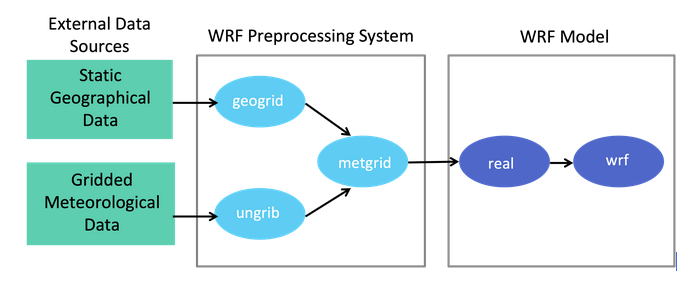 External Data
Sources
WRF Preprocessing System
WRF Model
Static
Geographical
Data
geogrid
metgrid
real
wrf
Gridded
Meteorological
Data
ungrib